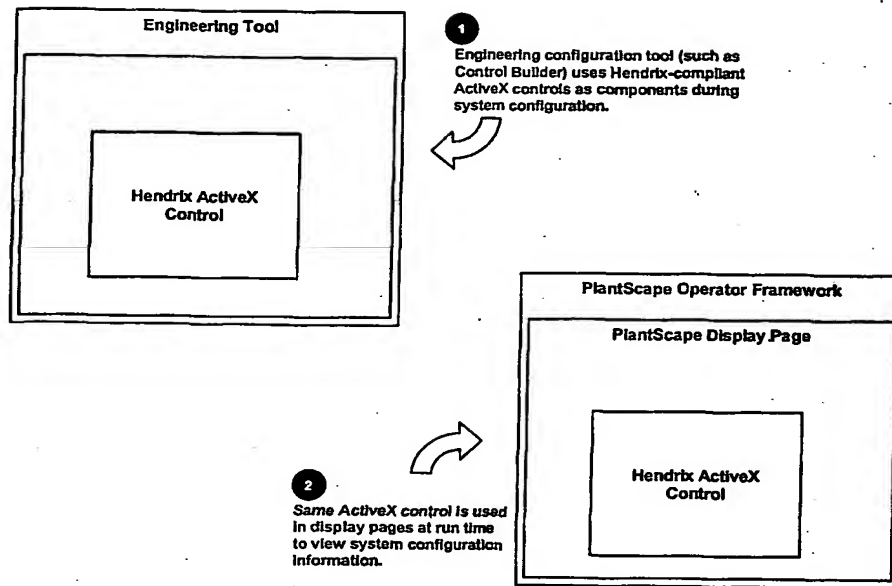 Engineering Tool
Hendrix ActiveX
Control
1
Engineering configuration tool (such as
Control Builder) uses Hendrix-compliant
ActiveX controls as components during
system configuration.
PlantScape Operator Framework
PlantScape Display Page
Hendrix ActiveX
Control
2
Same ActiveX control is used
in display pages at run time
to view system configuration
information.